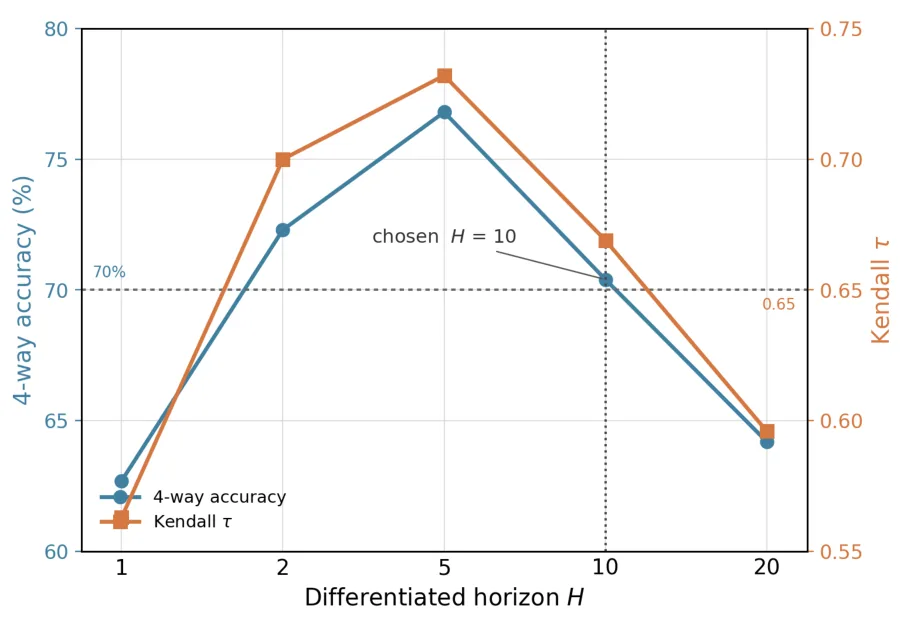 80
75
70
65
60
4-way accuracy (%)
70%
chosen H = 10
0.65
4-way accuracy
Kendall τ
0.75
0.70
0.65
0.60
0.55
Kendall τ
1 2 5 10 20
Differentiated horizon H